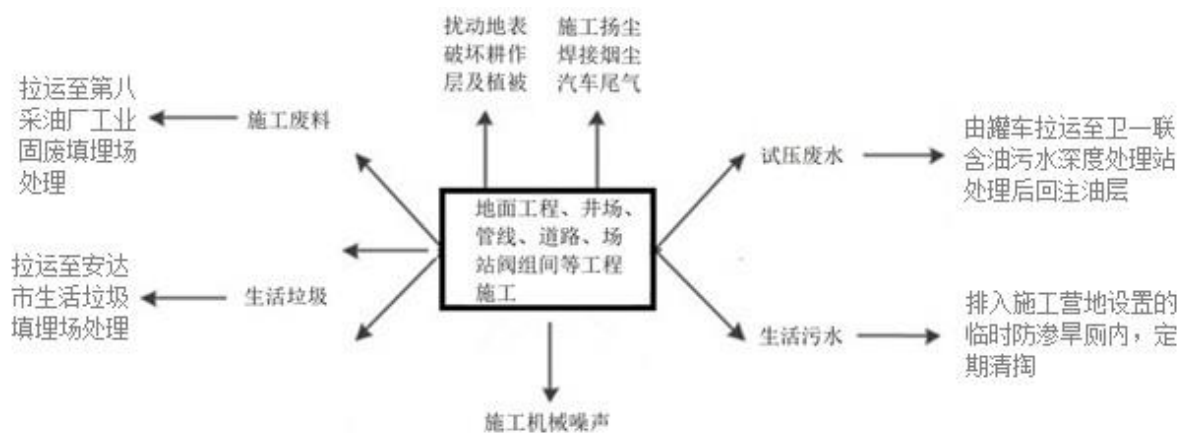 扰动地表
破坏耕作
层及植被
施工扬尘
焊接烟尘
汽车尾气
拉运至第八
采油厂工业
固废填埋场
处理
施工废料
试压废水
由罐车拉运至卫一联
含油污水深度处理站
处理后回注油层
地面工程、井场、
管线、道路、场
站阀组间等工程
施工
拉运至安达
市生活垃圾
填埋场处理
生活垃圾
生活污水
排入施工营地设置的
临时防渗旱厕内，定
期清掏
施工机械噪声